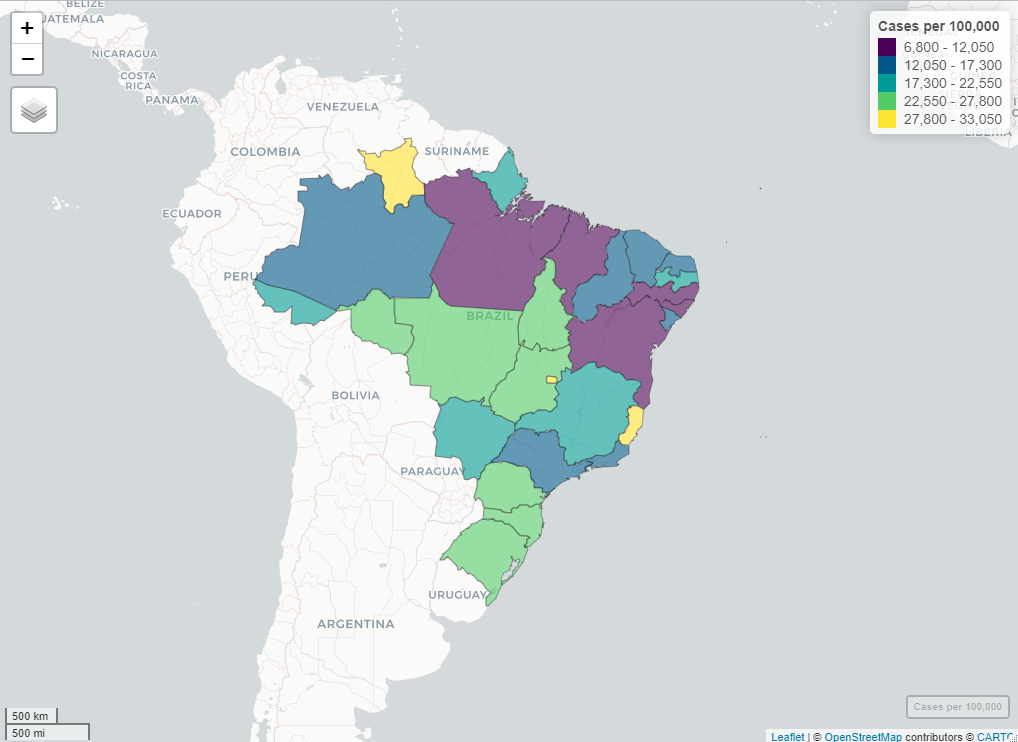 BELIZE
GUATEMALA
NICARAGUA
COSTA
RICA
PANAMA
VENEZUELA
COLOMBIA
SURINAME
ECUADOR
PERU
BRAZIL
BOLIVIA
PARAGUAY
URUGUAY
ARGENTINA
LIBERIA
+
−
Cases per 100,000
6,800 - 12,050
12,050 - 17,300
17,300 - 22,550
22,550 - 27,800
27,800 - 33,050
500 km
500 mi
Cases per 100,000
Leaflet | © OpenStreetMap contributors © CARTO